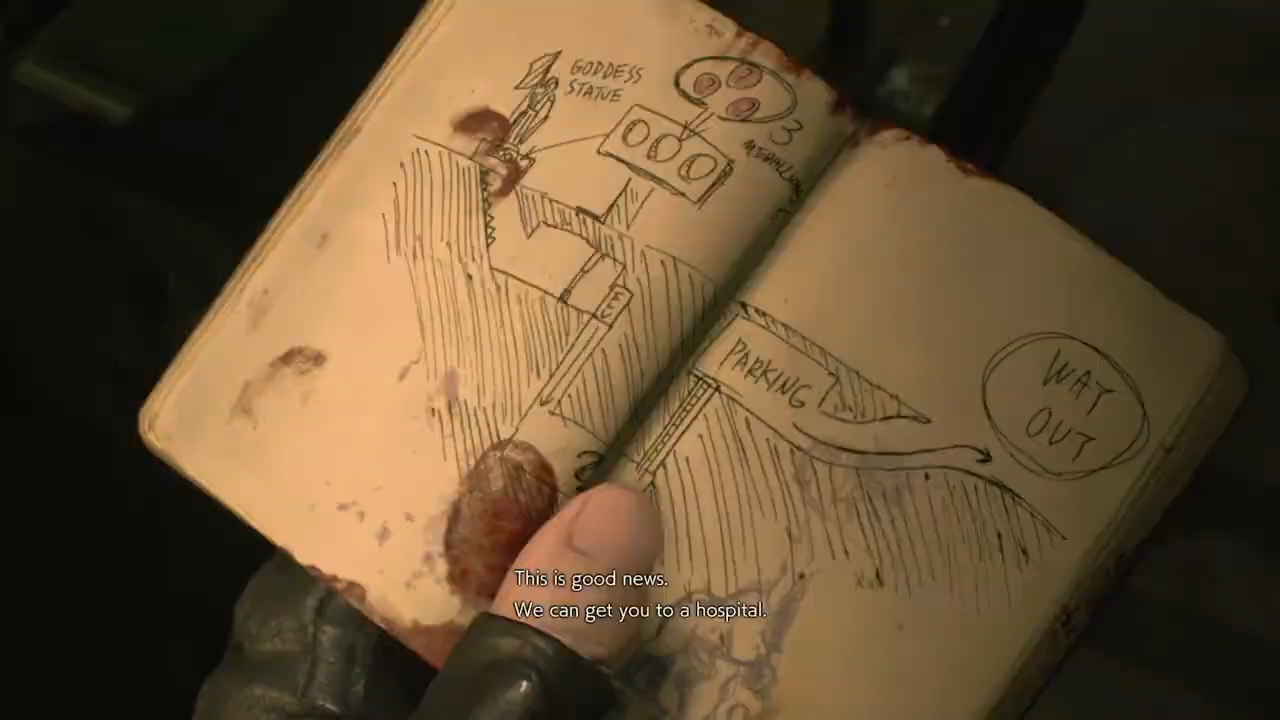 GODDESS
STATUE
3
MEDALLIONS
PARKING
WAY
OUT
This is good news.
We can get you to a hospital.